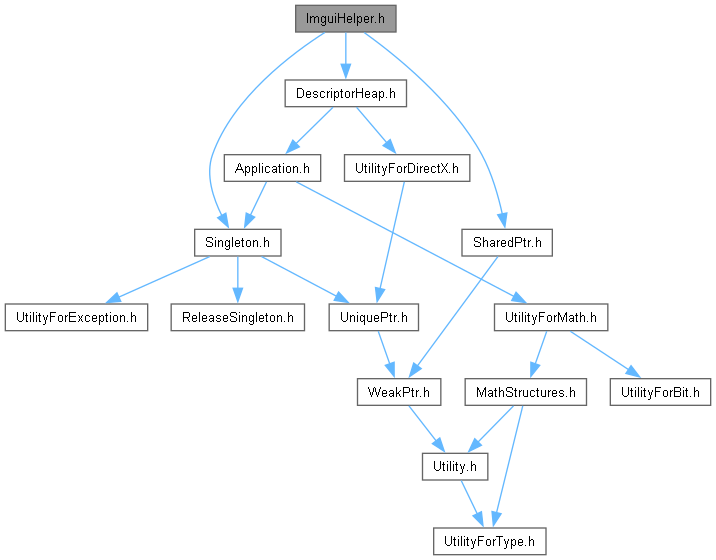 ImguiHelper.h
DescriptorHeap.h
Application.h
UtilityForDirectX.h
Singleton.h
SharedPtr.h
UtilityForException.h
ReleaseSingleton.h
UniquePtr.h
UtilityForMath.h
WeakPtr.h
MathStructures.h
UtilityForBit.h
Utility.h
UtilityForType.h